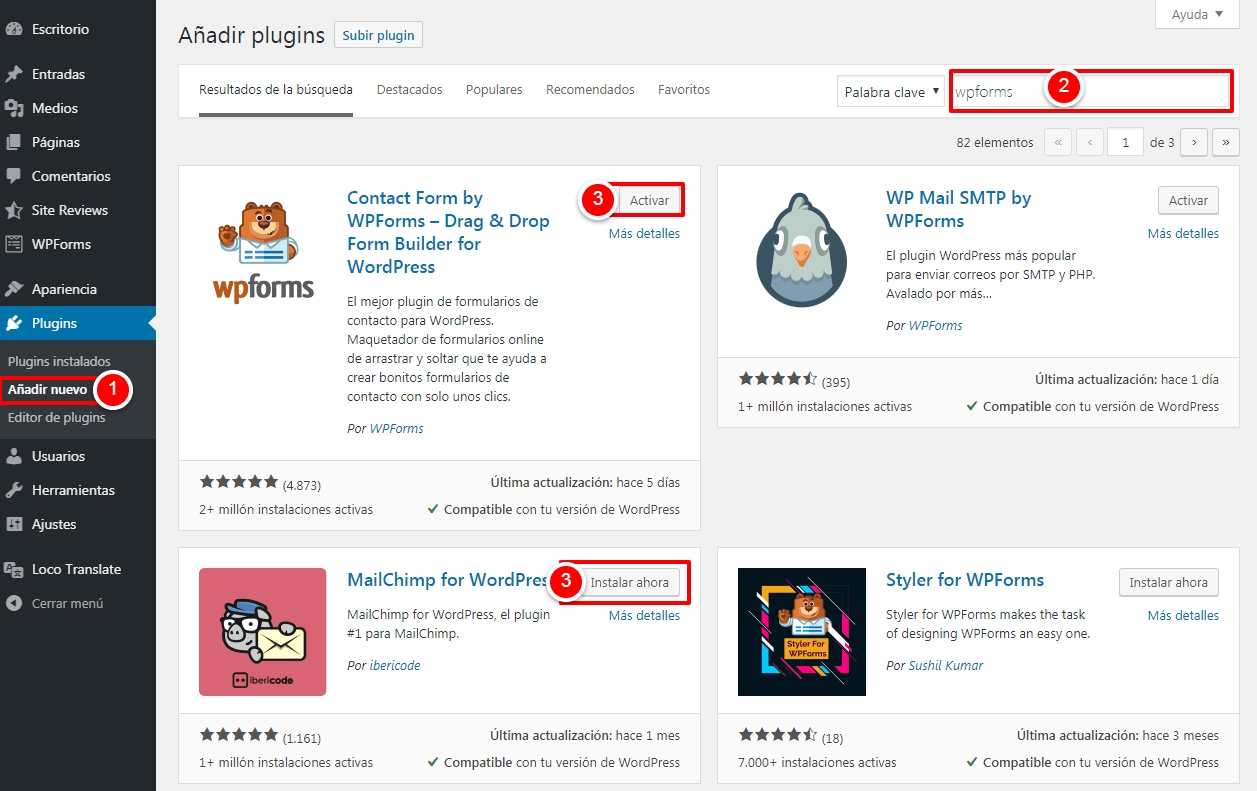 Escritorio
Entradas
Medios
Páginas
Comentarios
Site Reviews
WPForms
Apariencia
Plugins
Plugins instalados
Añadir nuevo
1
Editor de plugins
Usuarios
Herramientas
Ajustes
Loco Translate
Cerrar menú
Ayuda
Añadir plugins
Subir plugin
Resultados de la búsqueda
Destacados
Populares
Recomendados
Favoritos
Palabra clave
wpforms
2
82 elementos
«
‹
1
de 3
›
»
wpforms
Contact Form by
WPForms – Drag & Drop
Form Builder for
WordPress
3
Activar
Más detalles
El mejor plugin de formularios de
contacto para WordPress.
Maquetador de formularios online
de arrastrar y soltar que te ayuda a
crear bonitos formularios de
contacto con solo unos clics.
Por WPForms
(4.873)
Última actualización: hace 5 días
2+ millón instalaciones activas
Compatible con tu versión de WordPress
WP Mail SMTP by
WPForms
Activar
Más detalles
El plugin WordPress más popular
para enviar correos por SMTP y PHP.
Avalado por más...
Por WPForms
(395)
Última actualización: hace 1 día
1+ millón instalaciones activas
Compatible con tu versión de WordPress
ibericode
MailChimp for WordPres
3
Instalar ahora
Más detalles
MailChimp for WordPress, el plugin
#1 para MailChimp.
Por ibericode
(1.161)
Última actualización: hace 1 mes
1+ millón instalaciones activas
Compatible con tu versión de WordPress
Styler For
WPForms
Styler for WPForms
Instalar ahora
Más detalles
Styler for WPForms makes the task
of designing WPForms an easy one.
Por Sushil Kumar
(18)
Última actualización: hace 3 meses
7.000+ instalaciones activas
Compatible con tu versión de WordPress